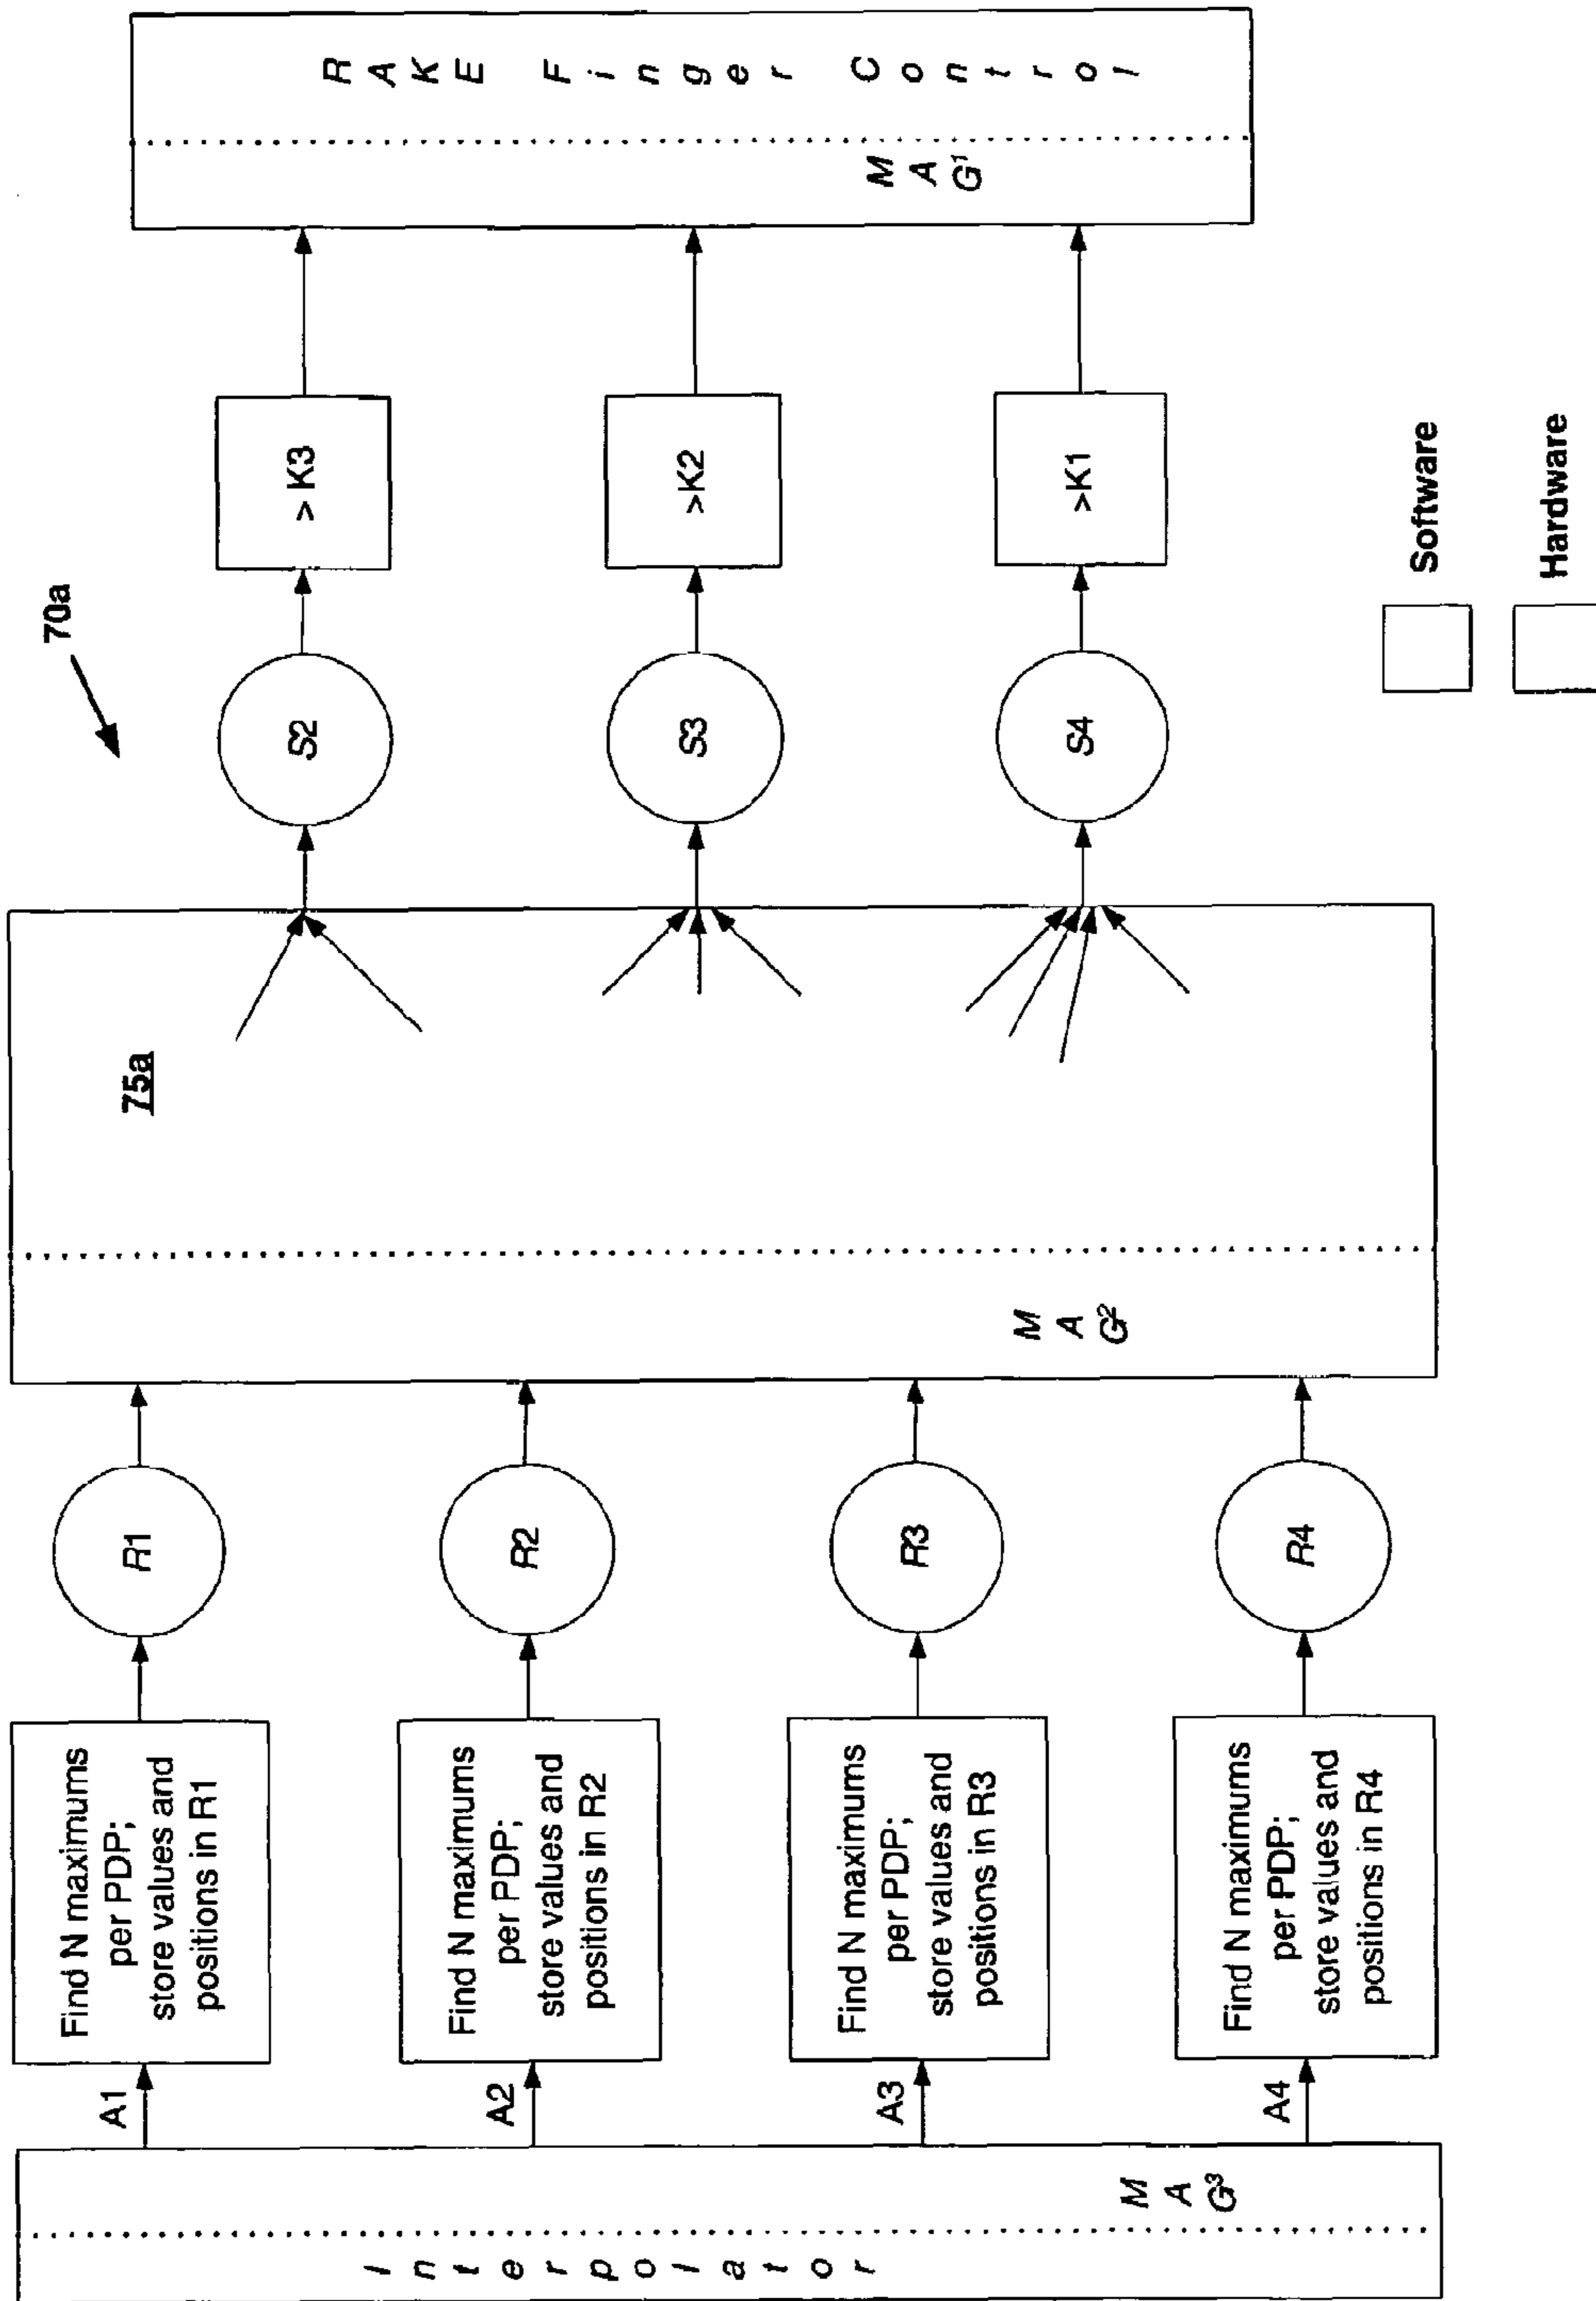 70a
Interpolator
MAG³
A1
Find N maximums
per PDP;
store values and
positions in R1
R1
A2
Find N maximums
per PDP;
store values and
positions in R2
R2
A3
Find N maximums
per PDP;
store values and
positions in R3
R3
A4
Find N maximums
per PDP;
store values and
positions in R4
R4
MAG²
75a
S2
> K3
S3
>K2
S4
>K1
MAG¹
RAKE Finger Control
Software
Hardware